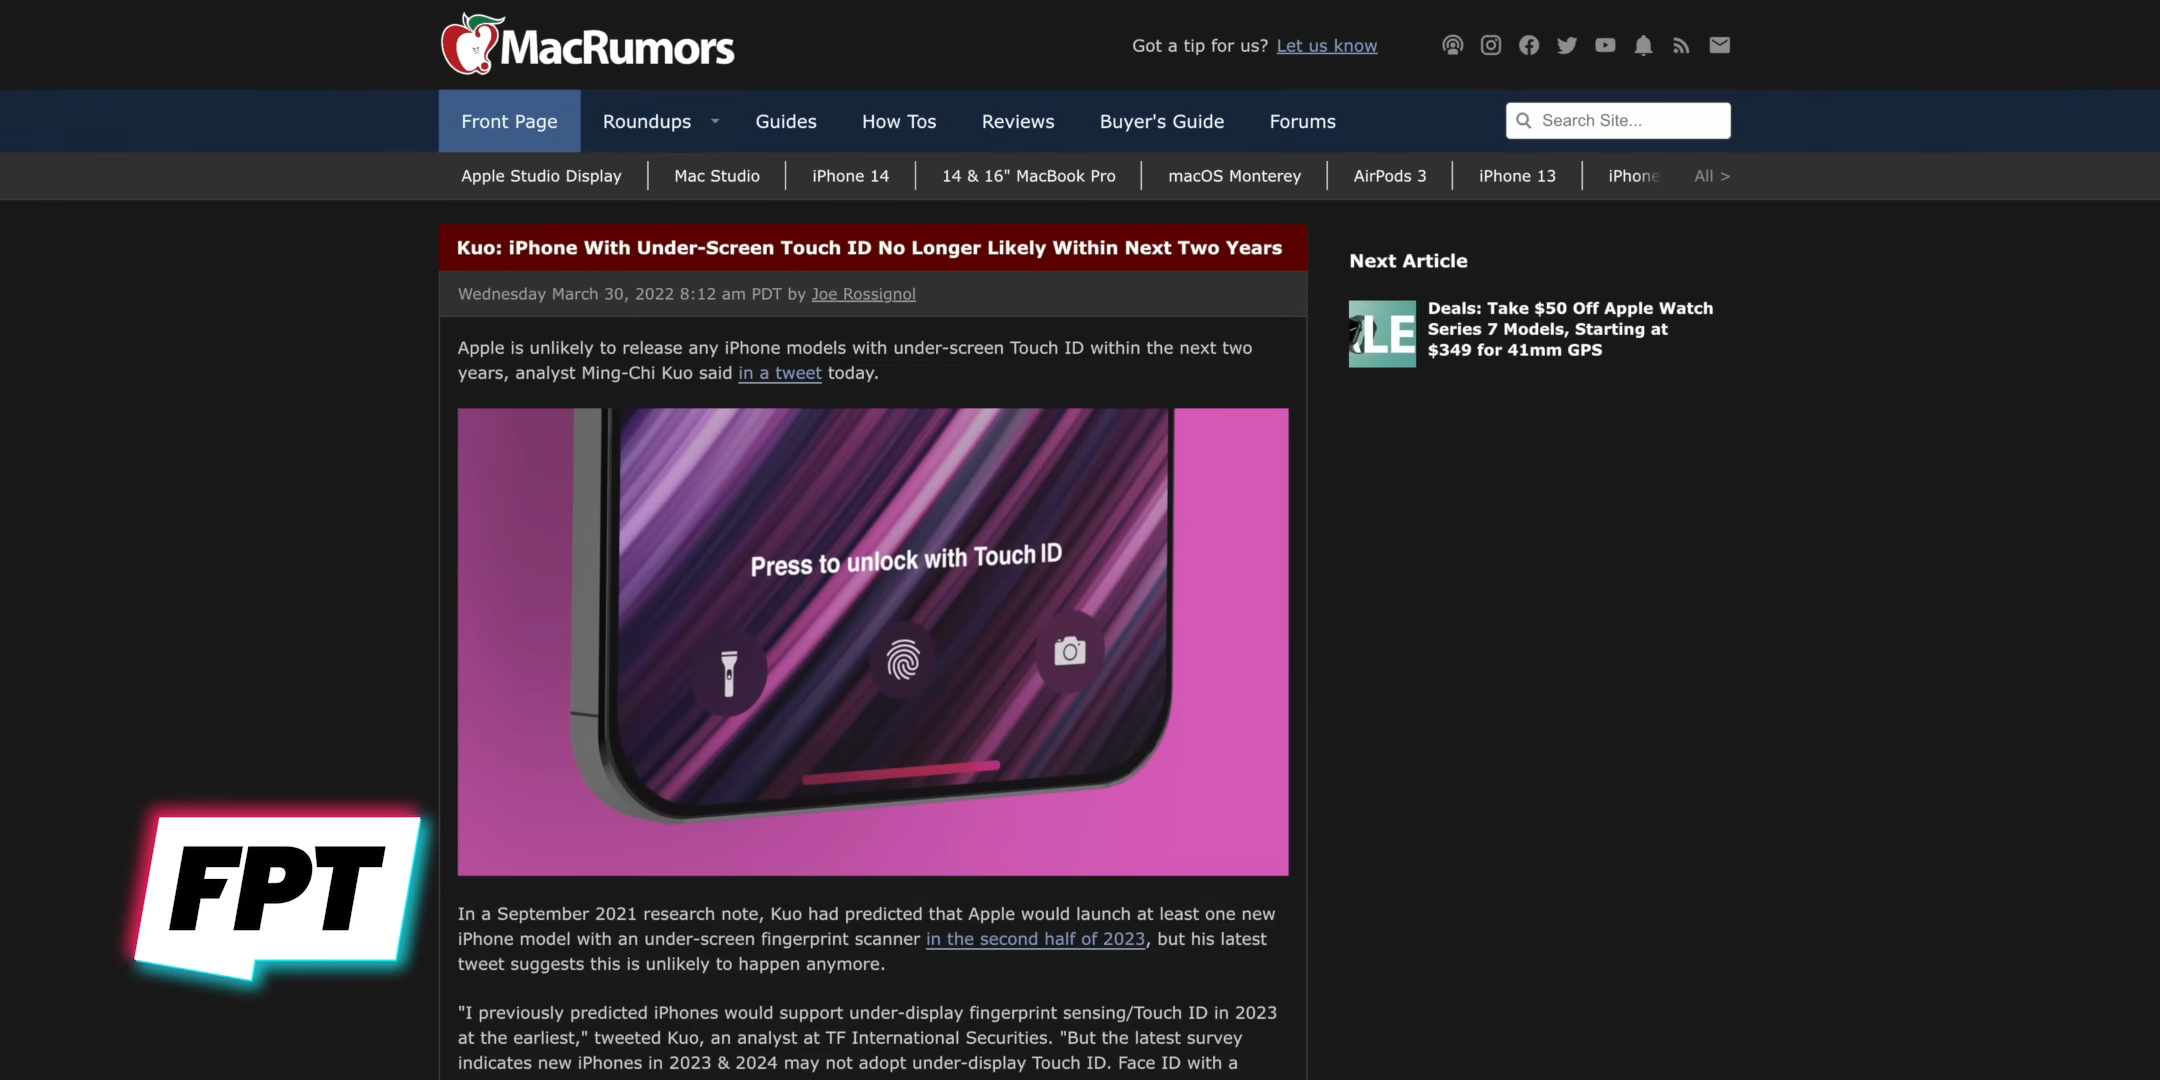 MacRumors
Got a tip for us? Let us know
Front Page Roundups Guides How Tos Reviews Buyer's Guide Forums Search Site...
Apple Studio Display Mac Studio iPhone 14 14 & 16" MacBook Pro macOS Monterey AirPods 3 iPhone 13 iPhone All >
Kuo: iPhone With Under-Screen Touch ID No Longer Likely Within Next Two Years
Wednesday March 30, 2022 8:12 am PDT by Joe Rossignol
Apple is unlikely to release any iPhone models with under-screen Touch ID within the next two
years, analyst Ming-Chi Kuo said in a tweet today.
Press to unlock with Touch ID
In a September 2021 research note, Kuo had predicted that Apple would launch at least one new
iPhone model with an under-screen fingerprint scanner in the second half of 2023, but his latest
tweet suggests this is unlikely to happen anymore.
"I previously predicted iPhones would support under-display fingerprint sensing/Touch ID in 2023
at the earliest," tweeted Kuo, an analyst at TF International Securities. "But the latest survey
indicates new iPhones in 2023 & 2024 may not adopt under-display Touch ID. Face ID with a
Next Article
LE
Deals: Take $50 Off Apple Watch
Series 7 Models, Starting at
$349 for 41mm GPS
FPT